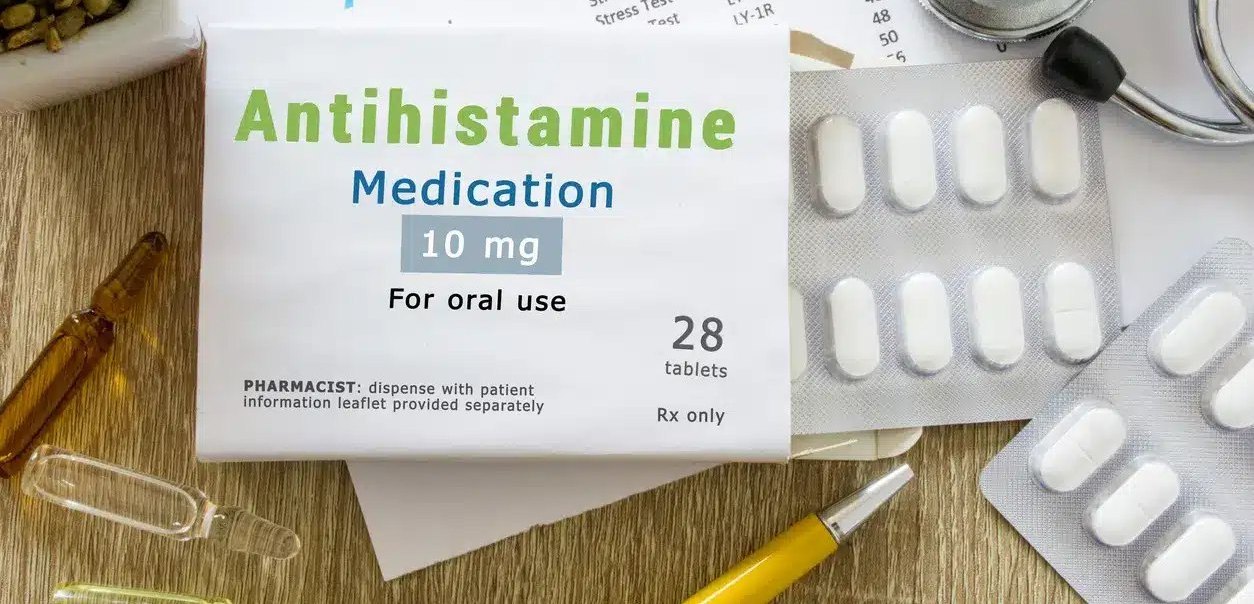 Stress Test
Test
LY-1R
48
50
Antihistamine
Medication
10 mg
For oral use
28
tablets
PHARMACIST: dispense with patient
information leaflet provided separately
Rx only